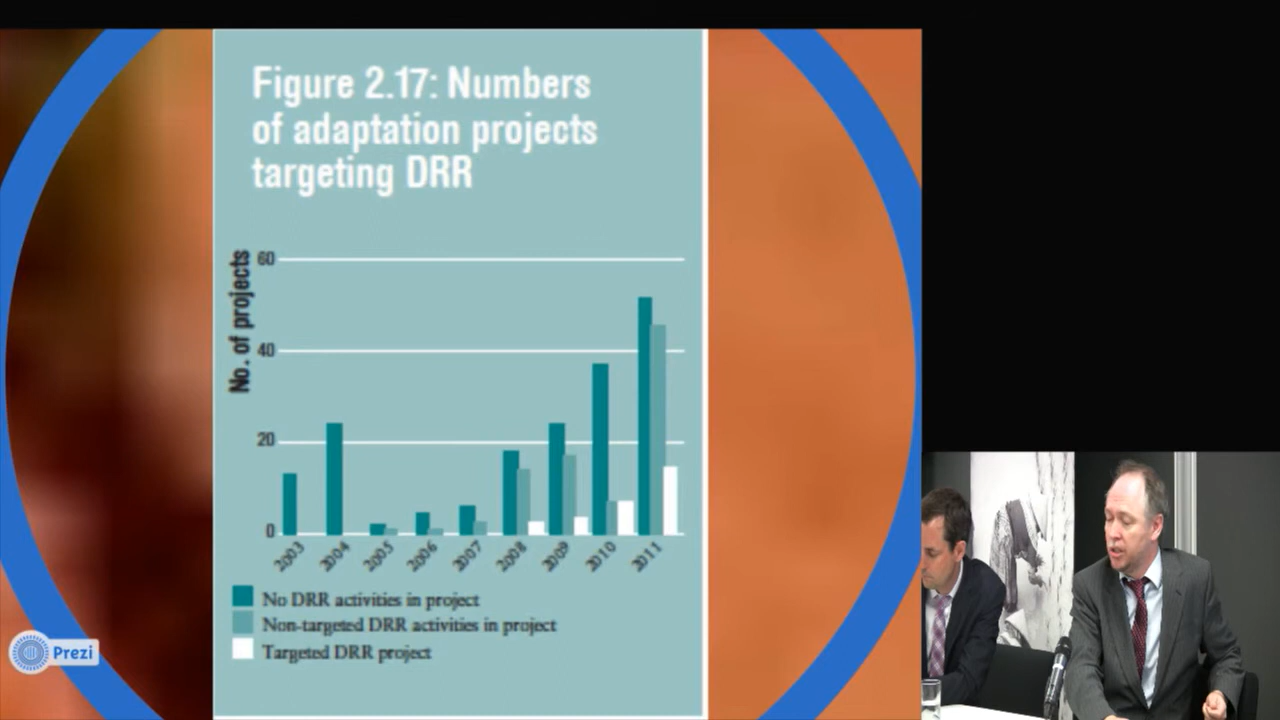 Figure 2.17: Numbers
of adaptation projects
targeting DRR
No. of projects
60
40
20
0
2003 2004 2005 2006 2007 2008 2009 2010 2011
No DRR activities in project
Non-targeted DRR activities in project
Targeted DRR project
Prezi